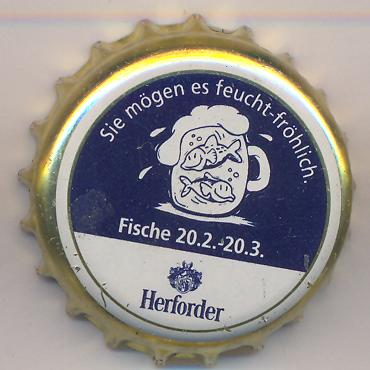 Sie mögen es feucht-fröhlich.
Fische 20.2.-20.3.
Herforder